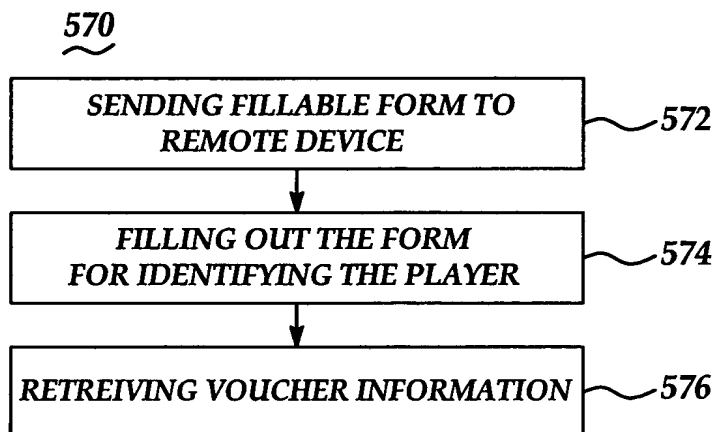 570
SENDING FILLABLE FORM TO
REMOTE DEVICE
572
FILLING OUT THE FORM
FOR IDENTIFYING THE PLAYER
574
RETREIVING VOUCHER INFORMATION
576